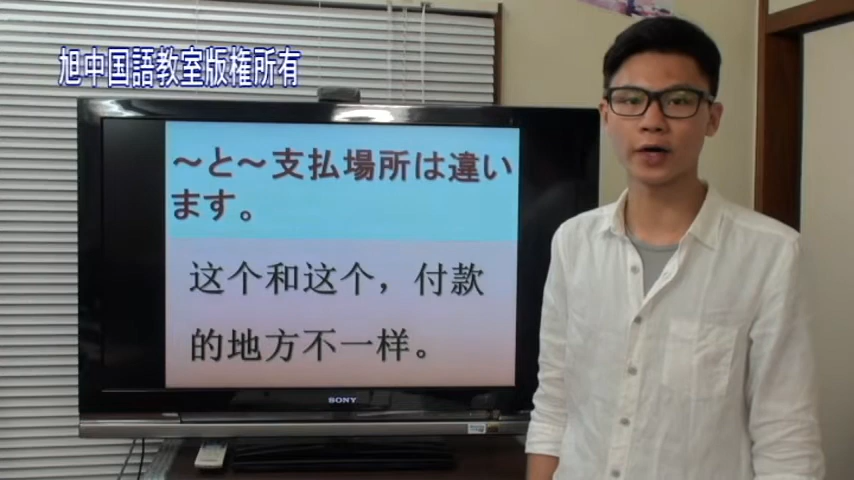 旭中国語教室版権所有
～と～支払場所は違い
ます。
这个和这个，付款
的地方不一样。
SONY